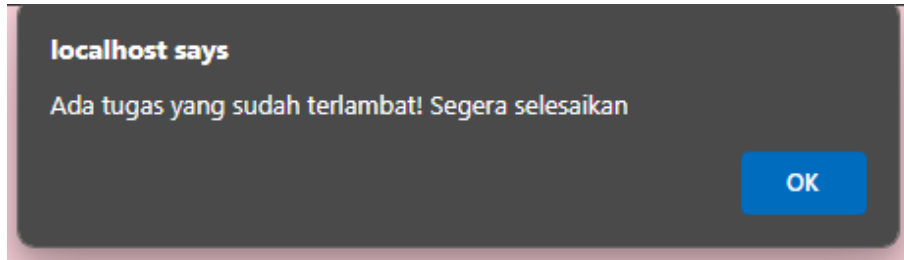 localhost says
Ada tugas yang sudah terlambat! Segera selesaikan
OK